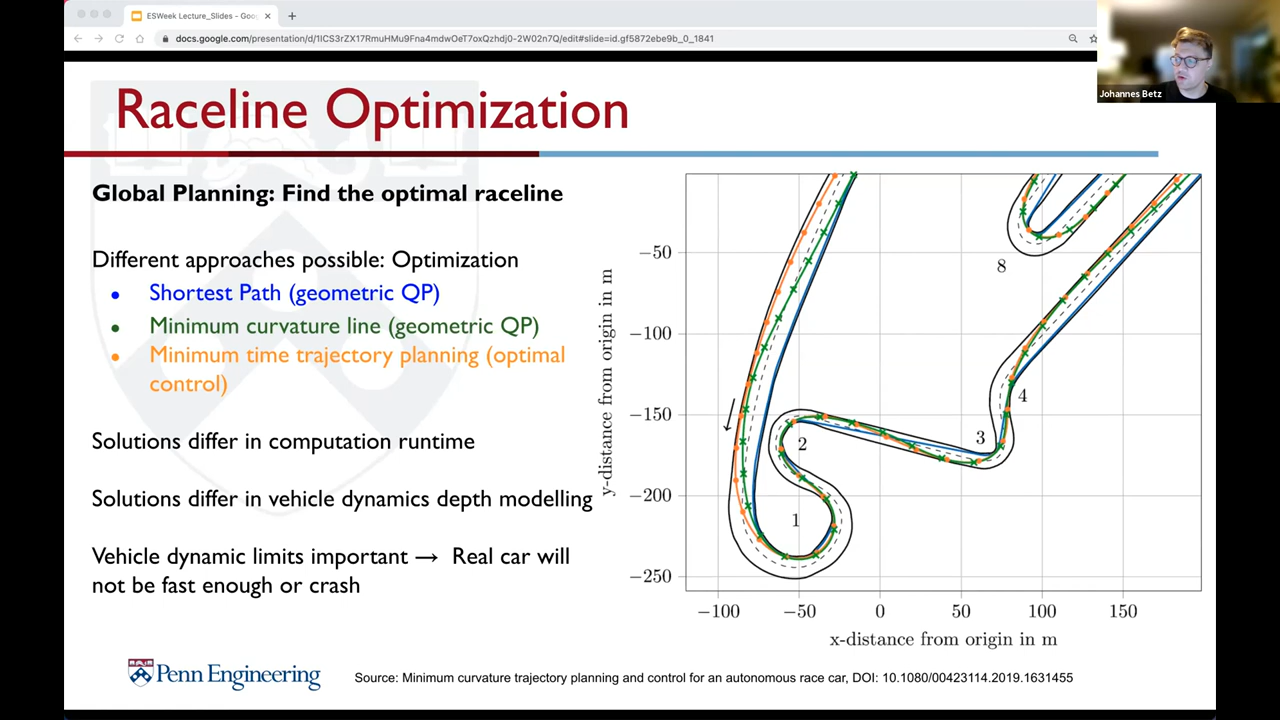 ESWeek Lecture_Slides - Goo
docs.google.com/presentation/d/1ICS3rZX17RmuHMu9Fna4mdwOeT7oxQzhdj0-2W02n7Q/edit#slide=id.gf5872ebe9b_0_1841
Johannes Betz
Raceline Optimization
Global Planning: Find the optimal raceline
Different approaches possible: Optimization
• Shortest Path (geometric QP)
• Minimum curvature line (geometric QP)
• Minimum time trajectory planning (optimal
control)
Solutions differ in computation runtime
Solutions differ in vehicle dynamics depth modelling
Vehicle dynamic limits important → Real car will
not be fast enough or crash
y-distance from origin in m
−50
−100
−150
−200
−250
8
4
3
2
1
−100 −50 0 50 100 150
x-distance from origin in m
Penn Engineering
Source: Minimum curvature trajectory planning and control for an autonomous race car, DOI: 10.1080/00423114.2019.1631455